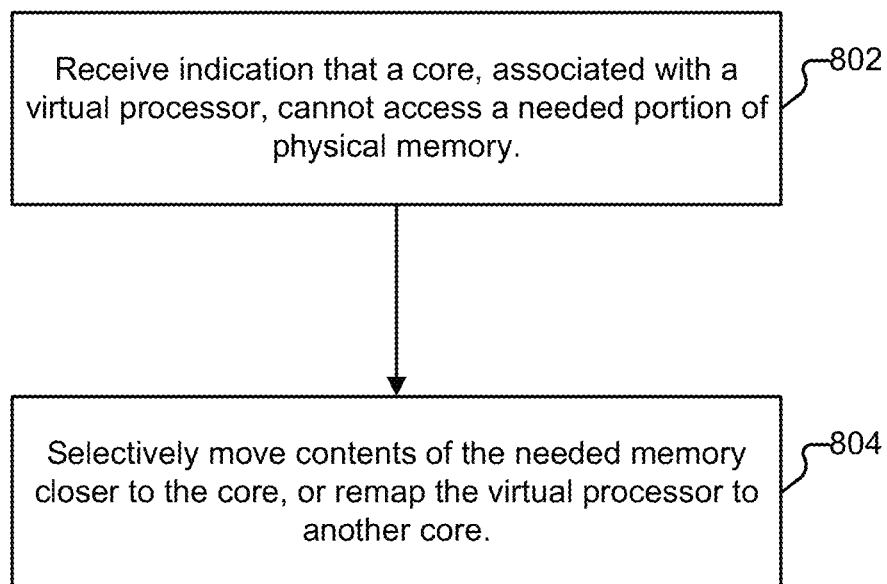 Receive indication that a core, associated with a
virtual processor, cannot access a needed portion of
physical memory.
802
Selectively move contents of the needed memory
closer to the core, or remap the virtual processor to
another core.
804